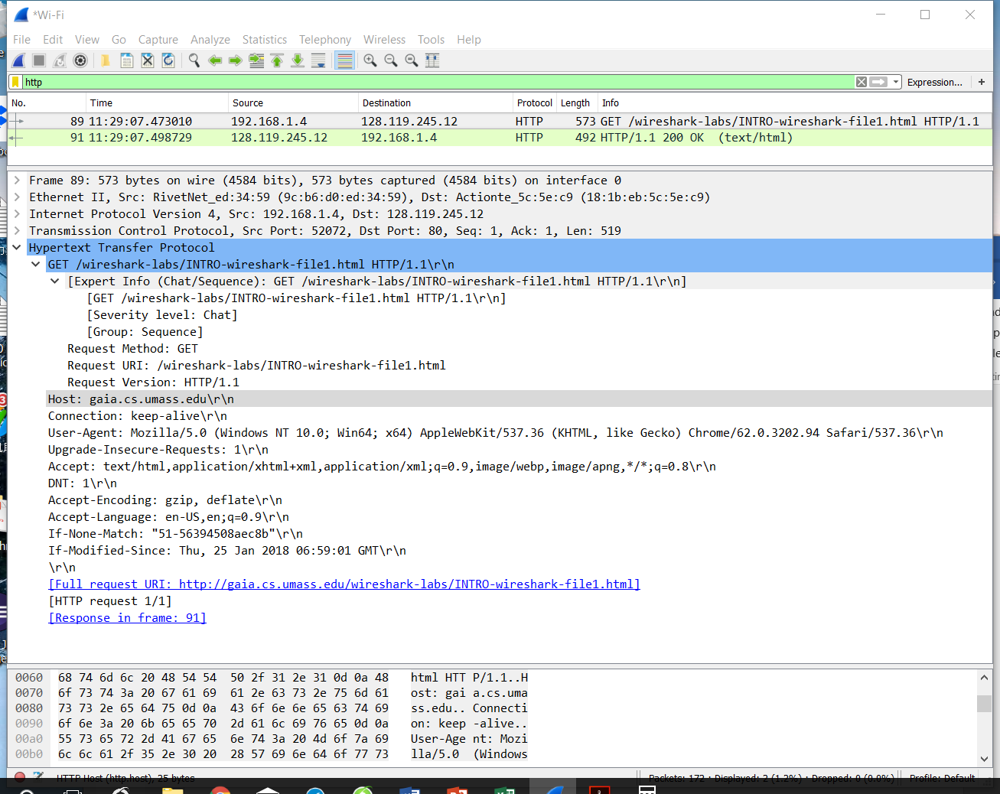 *Wi-Fi
File Edit View Go Capture Analyze Statistics Telephony Wireless Tools Help
http Expression... +
No. Time Source Destination Protocol Length Info
89 11:29:07.473010 192.168.1.4 128.119.245.12 HTTP 573 GET /wireshark-labs/INTRO-wireshark-file1.html HTTP/1.1
91 11:29:07.498729 128.119.245.12 192.168.1.4 HTTP 492 HTTP/1.1 200 OK (text/html)
Frame 89: 573 bytes on wire (4584 bits), 573 bytes captured (4584 bits) on interface 0
Ethernet II, Src: RivetNet_ed:34:59 (9c:b6:d0:ed:34:59), Dst: Actionte_5c:5e:c9 (18:1b:eb:5c:5e:c9)
Internet Protocol Version 4, Src: 192.168.1.4, Dst: 128.119.245.12
Transmission Control Protocol, Src Port: 52072, Dst Port: 80, Seq: 1, Ack: 1, Len: 519
Hypertext Transfer Protocol
GET /wireshark-labs/INTRO-wireshark-file1.html HTTP/1.1\r\n
[Expert Info (Chat/Sequence): GET /wireshark-labs/INTRO-wireshark-file1.html HTTP/1.1\r\n]
[GET /wireshark-labs/INTRO-wireshark-file1.html HTTP/1.1\r\n]
[Severity level: Chat]
[Group: Sequence]
Request Method: GET
Request URI: /wireshark-labs/INTRO-wireshark-file1.html
Request Version: HTTP/1.1
Host: gaia.cs.umass.edu\r\n
Connection: keep-alive\r\n
User-Agent: Mozilla/5.0 (Windows NT 10.0; Win64; x64) AppleWebKit/537.36 (KHTML, like Gecko) Chrome/62.0.3202.94 Safari/537.36\r\n
Upgrade-Insecure-Requests: 1\r\n
Accept: text/html,application/xhtml+xml,application/xml;q=0.9,image/webp,image/apng,*/*;q=0.8\r\n
DNT: 1\r\n
Accept-Encoding: gzip, deflate\r\n
Accept-Language: en-US,en;q=0.9\r\n
If-None-Match: "51-56394508aec8b"\r\n
If-Modified-Since: Thu, 25 Jan 2018 06:59:01 GMT\r\n
\r\n
[Full request URI: http://gaia.cs.umass.edu/wireshark-labs/INTRO-wireshark-file1.html]
[HTTP request 1/1]
[Response in frame: 91]
0060 68 74 6d 6c 20 48 54 54 50 2f 31 2e 31 0d 0a 48 html HTT P/1.1..H
0070 6f 73 74 3a 20 67 61 69 61 2e 63 73 2e 75 6d 61 ost: gai a.cs.uma
0080 73 73 2e 65 64 75 0d 0a 43 6f 6e 6e 65 63 74 69 ss.edu.. Connecti
0090 6f 6e 3a 20 6b 65 65 70 2d 61 6c 69 76 65 0d 0a on: keep -alive..
00a0 55 73 65 72 2d 41 67 65 6e 74 3a 20 4d 6f 7a 69 User-Age nt: Mozi
00b0 6c 6c 61 2f 35 2e 30 20 28 57 69 6e 64 6f 77 73 lla/5.0 (Windows
HTTP Host (http.host), 25 bytes Packets: 172 · Displayed: 2 (1.2%) · Dropped: 0 (0.0%) Profile: Default